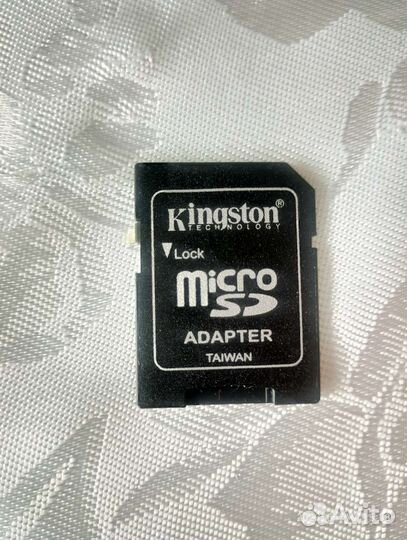 Kingston®
TECHNOLOGY
Lock
micro
SD
ADAPTER
TAIWAN
Avito